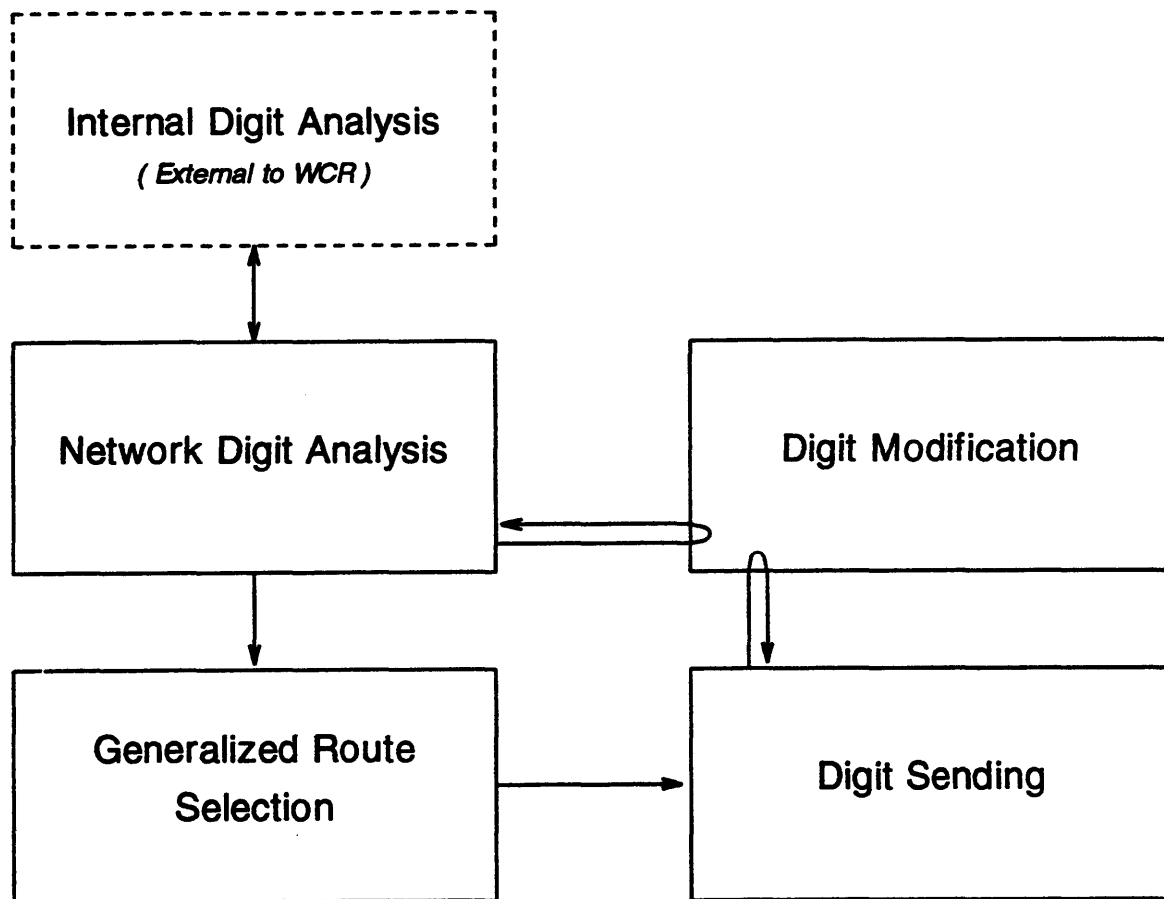 Internal Digit Analysis
( External to WCR )
Network Digit Analysis
Digit Modification
Generalized Route
Selection
Digit Sending